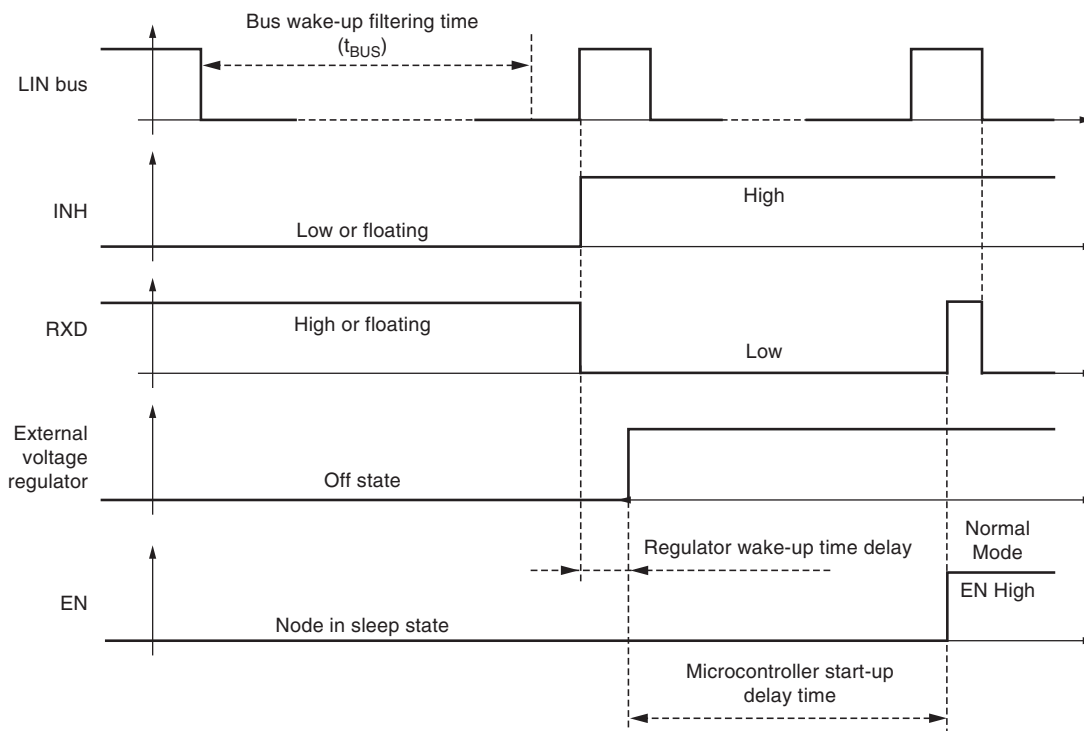 Bus wake-up filtering time
(tBUS)
LIN bus
INH
High
Low or floating
RXD
High or floating
Low
External
voltage
regulator
Off state
Regulator wake-up time delay
Normal
Mode
EN
EN High
Node in sleep state
Microcontroller start-up
delay time